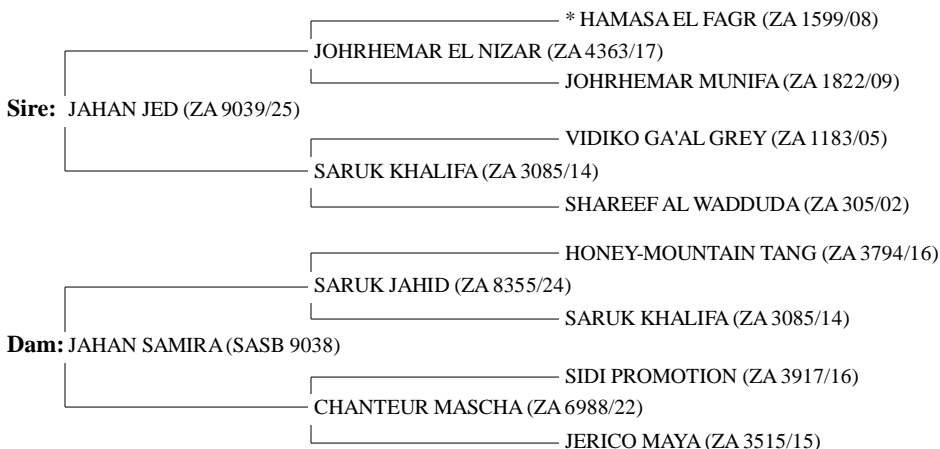 * HAMASA EL FAGR (ZA 1599/08)
JOHRHEMAR EL NIZAR (ZA 4363/17)
JOHRHEMAR MUNIFA (ZA 1822/09)
Sire: JAHAN JED (ZA 9039/25)
VIDIKO GA'AL GREY (ZA 1183/05)
SARUK KHALIFA (ZA 3085/14)
SHAREEF AL WADDUDA (ZA 305/02)
HONEY-MOUNTAIN TANG (ZA 3794/16)
SARUK JAHID (ZA 8355/24)
SARUK KHALIFA (ZA 3085/14)
Dam: JAHAN SAMIRA (SASB 9038)
SIDI PROMOTION (ZA 3917/16)
CHANTEUR MASCHA (ZA 6988/22)
JERICO MAYA (ZA 3515/15)